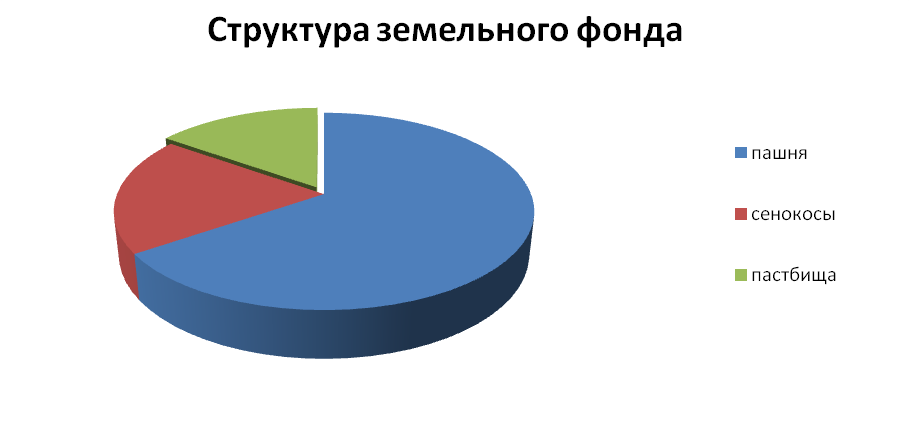 Структура земельного фонда
пашня
сенокосы
пастбища